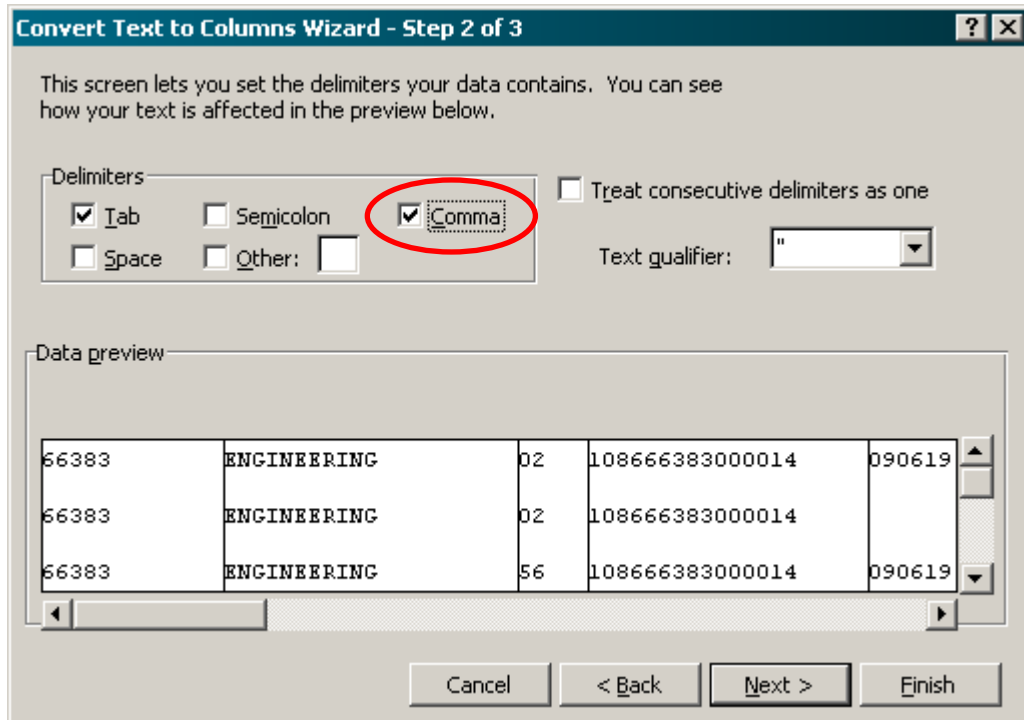 Convert Text to Columns Wizard - Step 2 of 3
This screen lets you set the delimiters your data contains. You can see
how your text is affected in the preview below.
Delimiters
Tab Semicolon Comma
Space Other:
Treat consecutive delimiters as one
Text qualifier: "
Data preview
66383 ENGINEERING 02 108666383000014 090619
66383 ENGINEERING 02 108666383000014
66383 ENGINEERING 56 108666383000014 090619
Cancel < Back Next > Finish